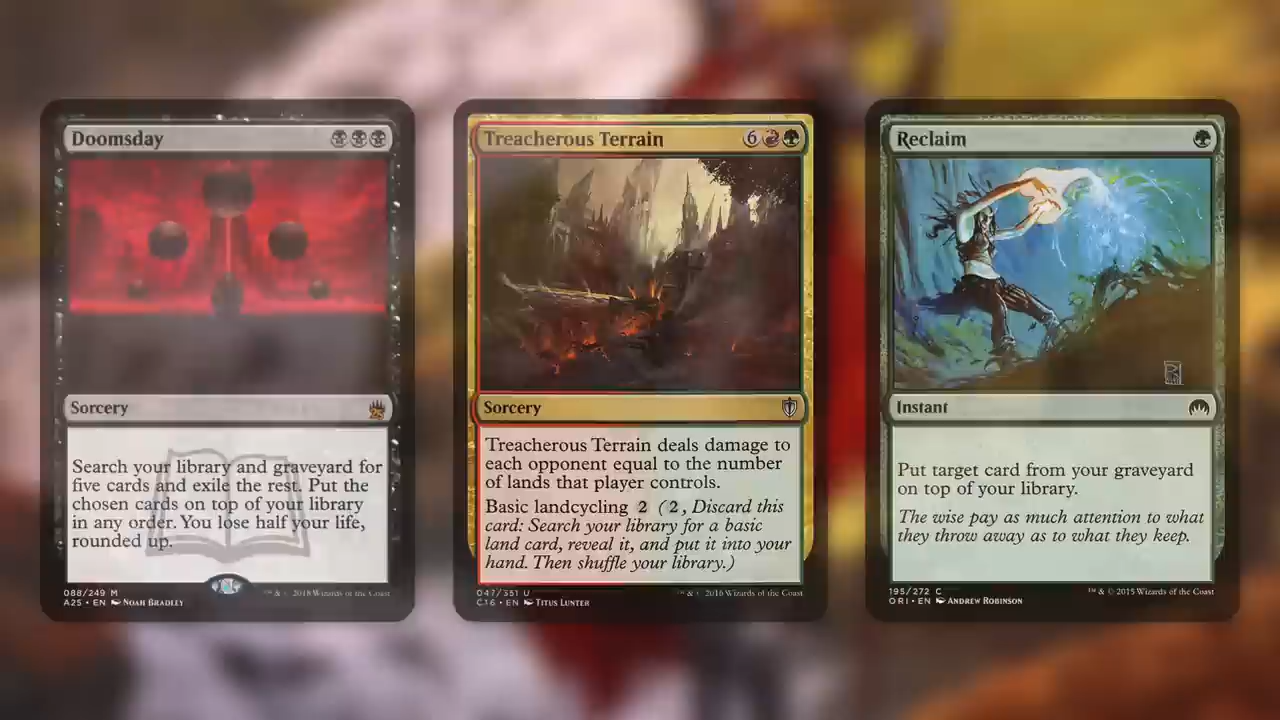 Doomsday
Sorcery
Search your library and graveyard for
five cards and exile the rest. Put the
chosen cards on top of your library
in any order. You lose half your life,
rounded up.
088/249 M
A25 • EN NOAH BRADLEY
™ & © 2018 Wizards of the Coast
Treacherous Terrain
6
Sorcery
Treacherous Terrain deals damage to
each opponent equal to the number
of lands that player controls.
Basic landcycling 2 (2, Discard this
card: Search your library for a basic
land card, reveal it, and put it into your
hand. Then shuffle your library.)
047/351 U
C16 • EN TITUS LUNTER
™ & © 2016 Wizards of the Coast
Reclaim
Instant
Put target card from your graveyard
on top of your library.
The wise pay as much attention to what
they throw away as to what they keep.
195/272 C
ORI • EN ANDREW ROBINSON
™ & © 2015 Wizards of the Coast